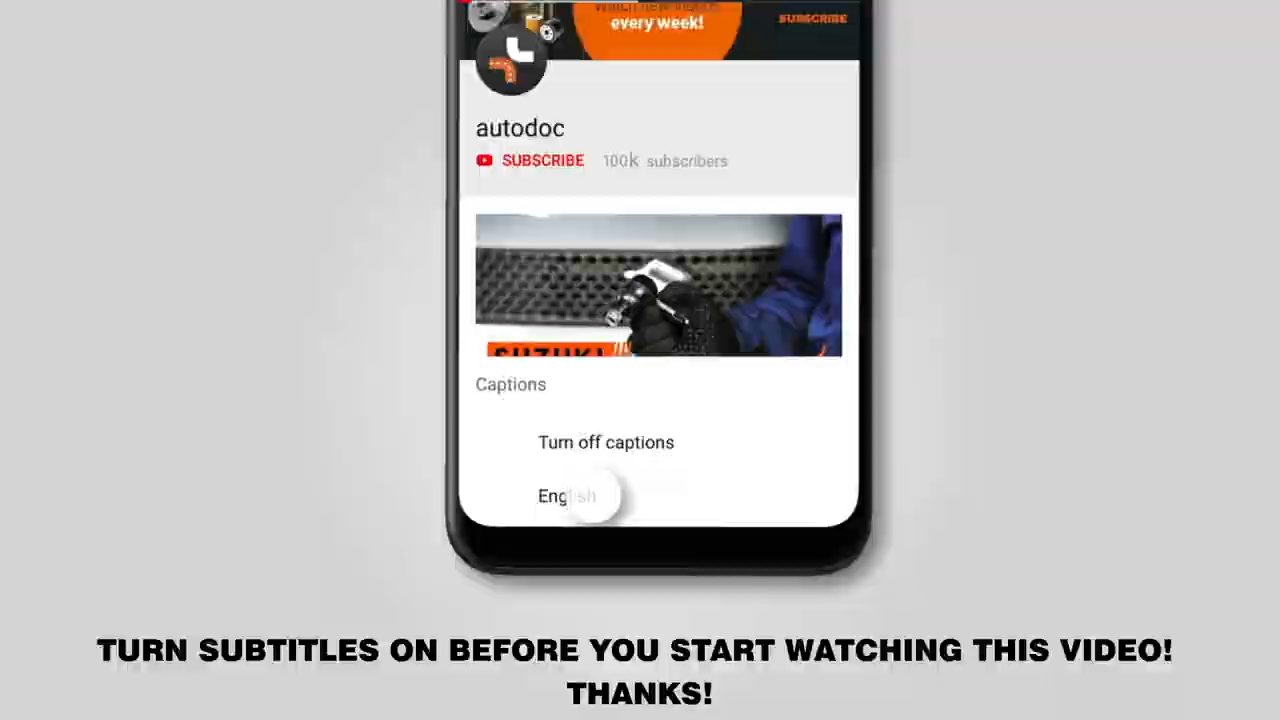 every week!
SUBSCRIBE
autodoc
SUBSCRIBE 100k subscribers
SUZUKI
Captions
Turn off captions
English
TURN SUBTITLES ON BEFORE YOU START WATCHING THIS VIDEO!
THANKS!